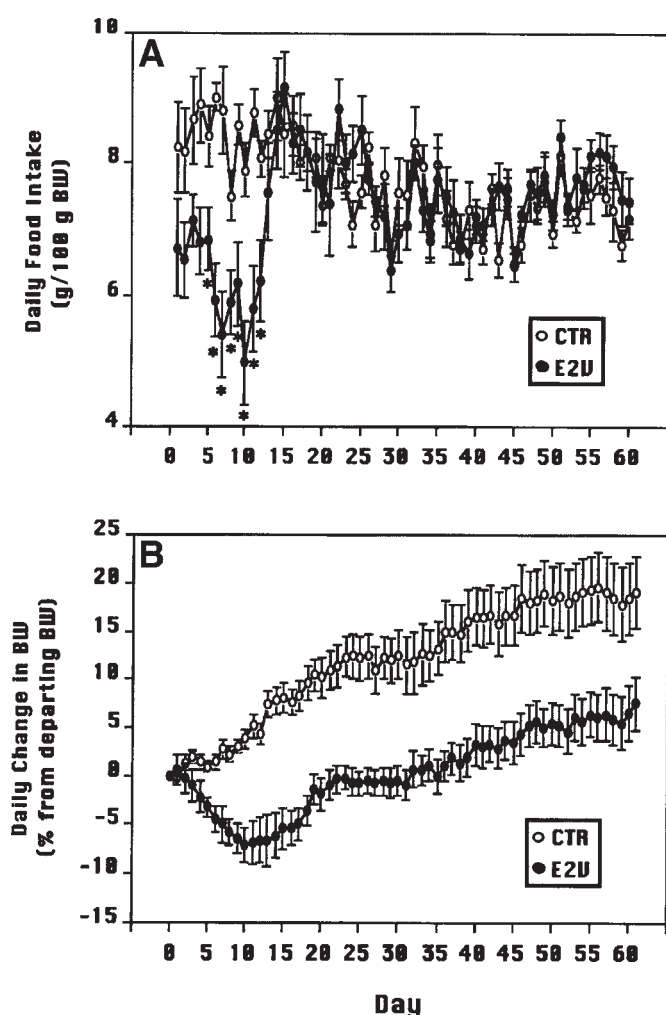 A
Daily Food Intake
(g/100 g BW)
10
8
6
4
* * * * * * * *
CTR
E2V
0 5 10 15 20 25 30 35 40 45 50 55 60
B
Daily Change in BW
(% from departing BW)
25
20
15
10
5
0
-5
-10
-15
CTR
E2V
0 5 10 15 20 25 30 35 40 45 50 55 60
Day